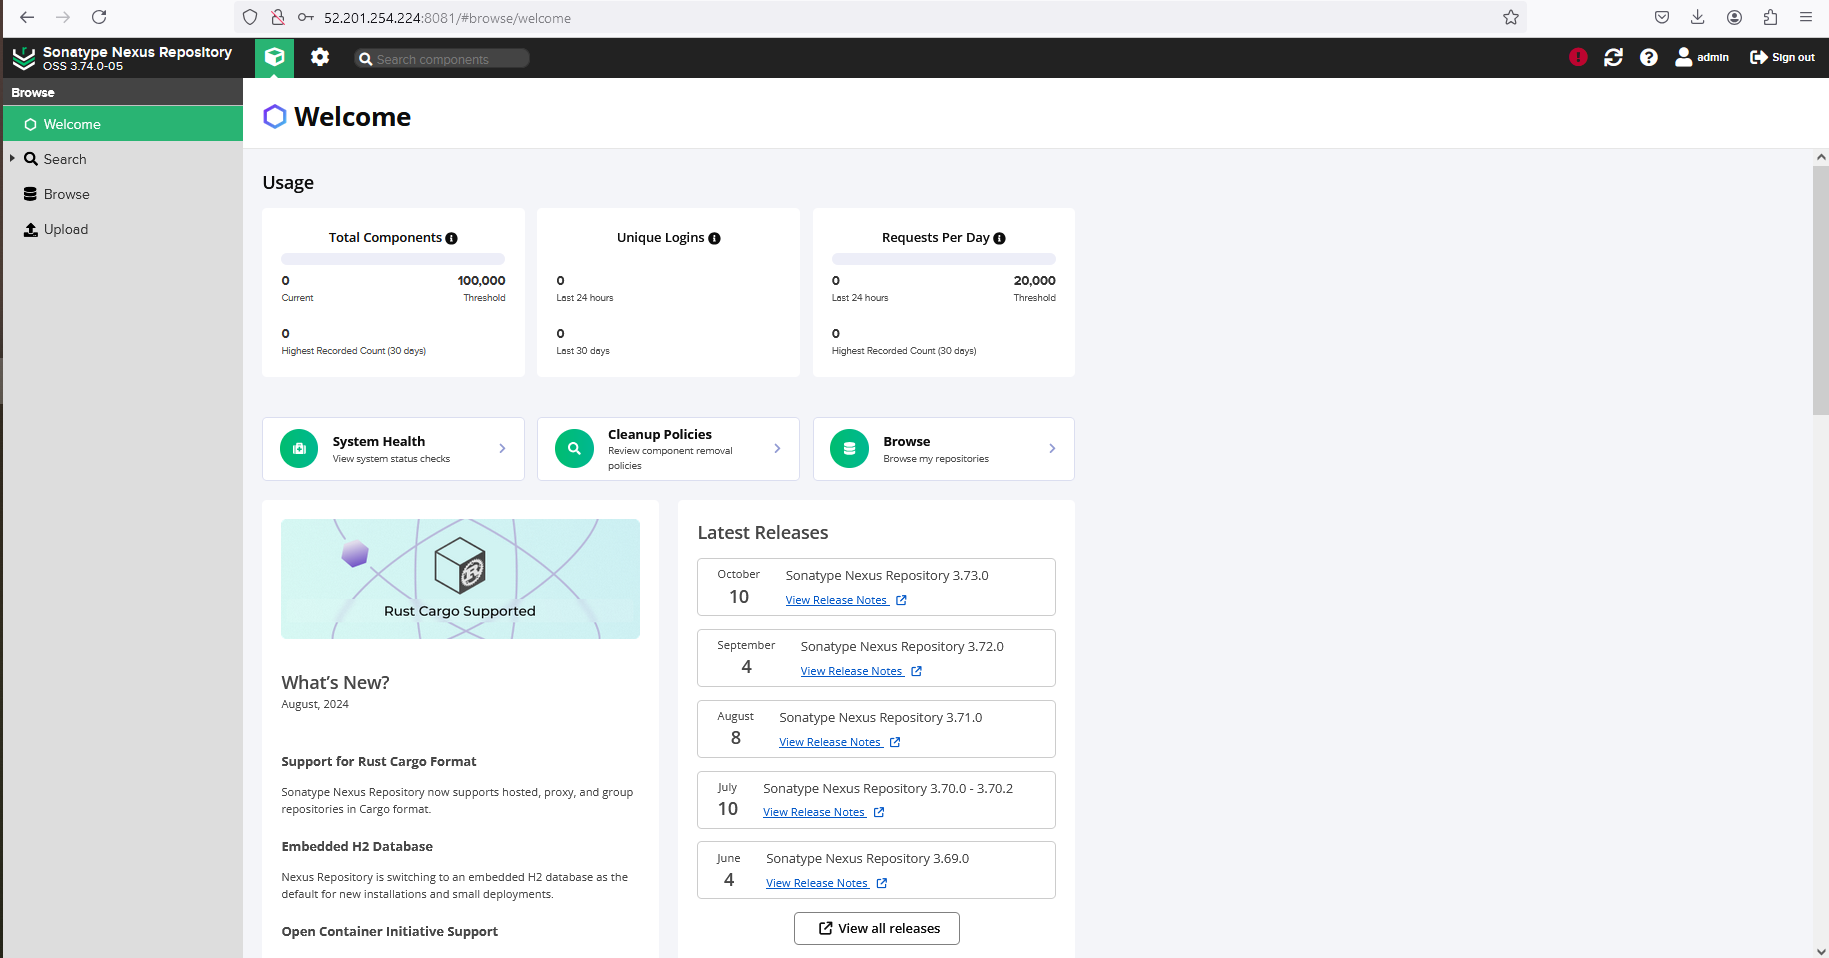 52.201.254.224:8081/#browse/welcome
Sonatype Nexus Repository
OSS 3.74.0-05
Search components
admin
Sign out
Browse
Welcome
Search
Browse
Upload
Welcome
Usage
Total Components
0
100,000
Current
Threshold
0
Highest Recorded Count (30 days)
Unique Logins
0
Last 24 hours
0
Last 30 days
Requests Per Day
0
20,000
Last 24 hours
Threshold
0
Highest Recorded Count (30 days)
System Health
View system status checks
Cleanup Policies
Review component removal
policies
Browse
Browse my repositories
Rust Cargo Supported
What’s New?
August, 2024
Support for Rust Cargo Format
Sonatype Nexus Repository now supports hosted, proxy, and group
repositories in Cargo format.
Embedded H2 Database
Nexus Repository is switching to an embedded H2 database as the
default for new installations and small deployments.
Open Container Initiative Support
Latest Releases
October
10
Sonatype Nexus Repository 3.73.0
View Release Notes
September
4
Sonatype Nexus Repository 3.72.0
View Release Notes
August
8
Sonatype Nexus Repository 3.71.0
View Release Notes
July
10
Sonatype Nexus Repository 3.70.0 - 3.70.2
View Release Notes
June
4
Sonatype Nexus Repository 3.69.0
View Release Notes
View all releases